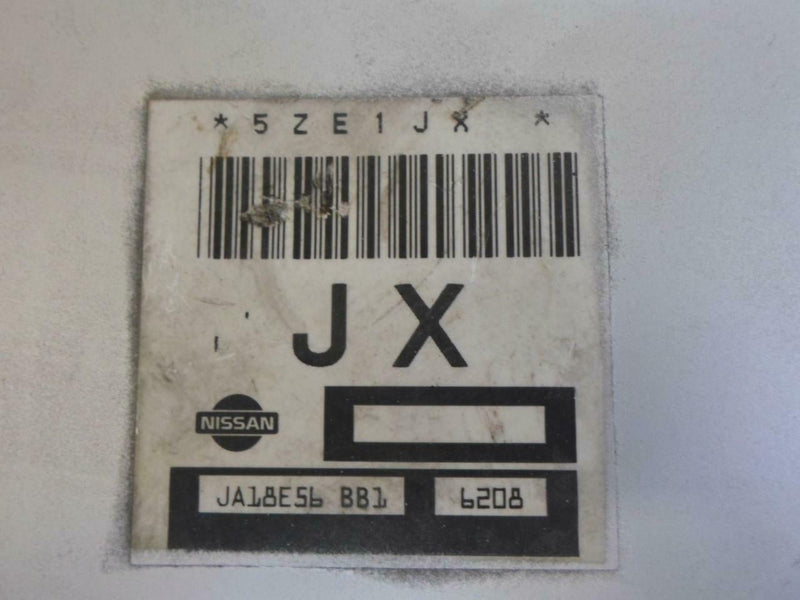 *5ZE1JX *
JX
NISSAN
JA18E56 BB1 6208